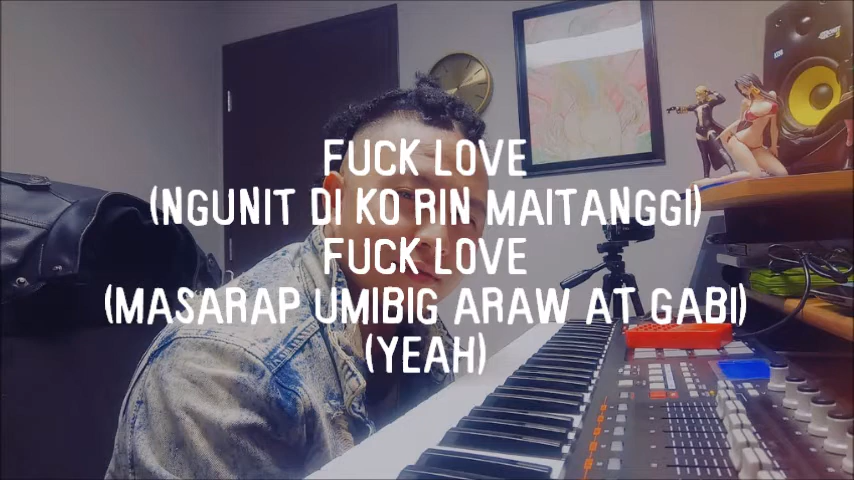 FUCK LOVE
(NGUNIT DI KO RIN MAITANGGI)
FUCK LOVE
(MASARAP UMIBIG ARAW AT GABI)
(YEAH)